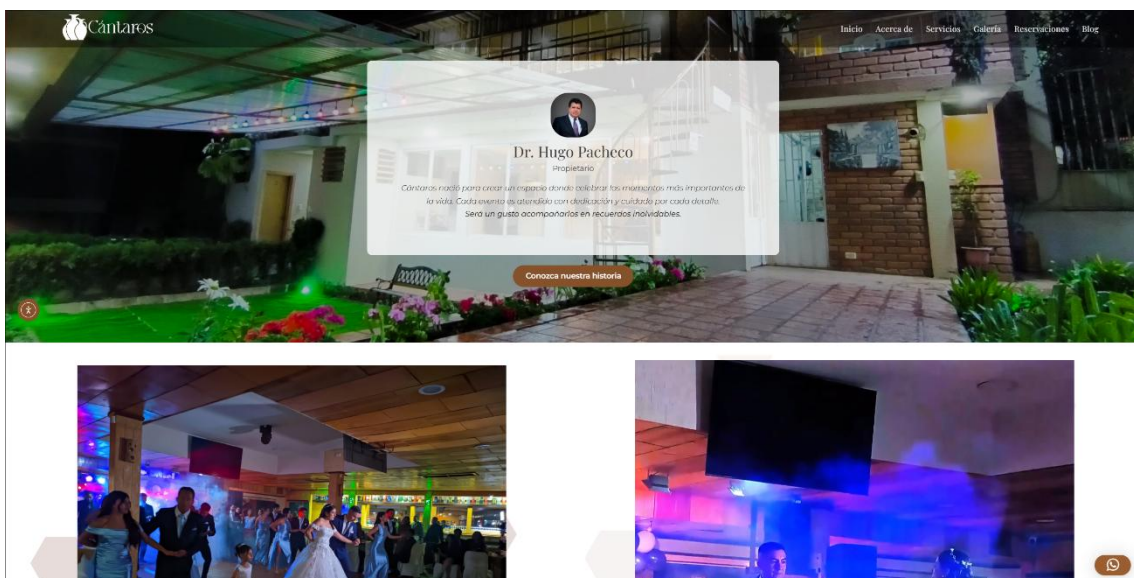 Cántaros
Inicio Acerca de Servicios Galería Reservaciones Blog
Dr. Hugo Pacheco
Propietario
Cántaros nació para crear un espacio donde celebrar los momentos más importantes de
la vida. Cada evento es atendido con dedicación y cuidado por cada detalle.
Será un gusto acompañarlos en recuerdos inolvidables.
Conozca nuestra historia